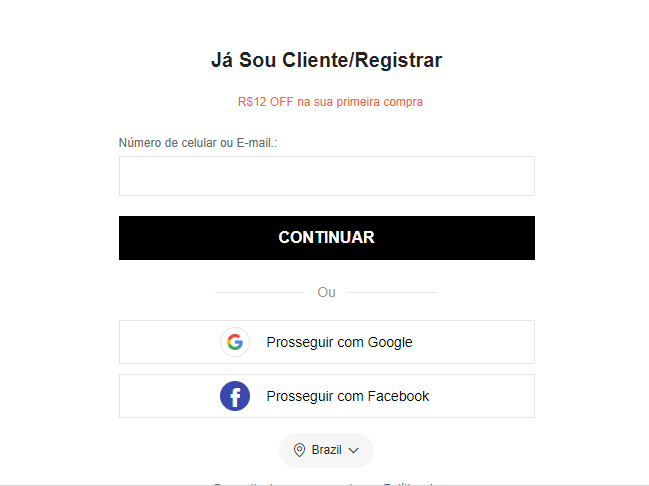 Já Sou Cliente/Registrar
R$12 OFF na sua primeira compra
Número de celular ou E-mail.:
CONTINUAR
Ou
Prosseguir com Google
Prosseguir com Facebook
Brazil